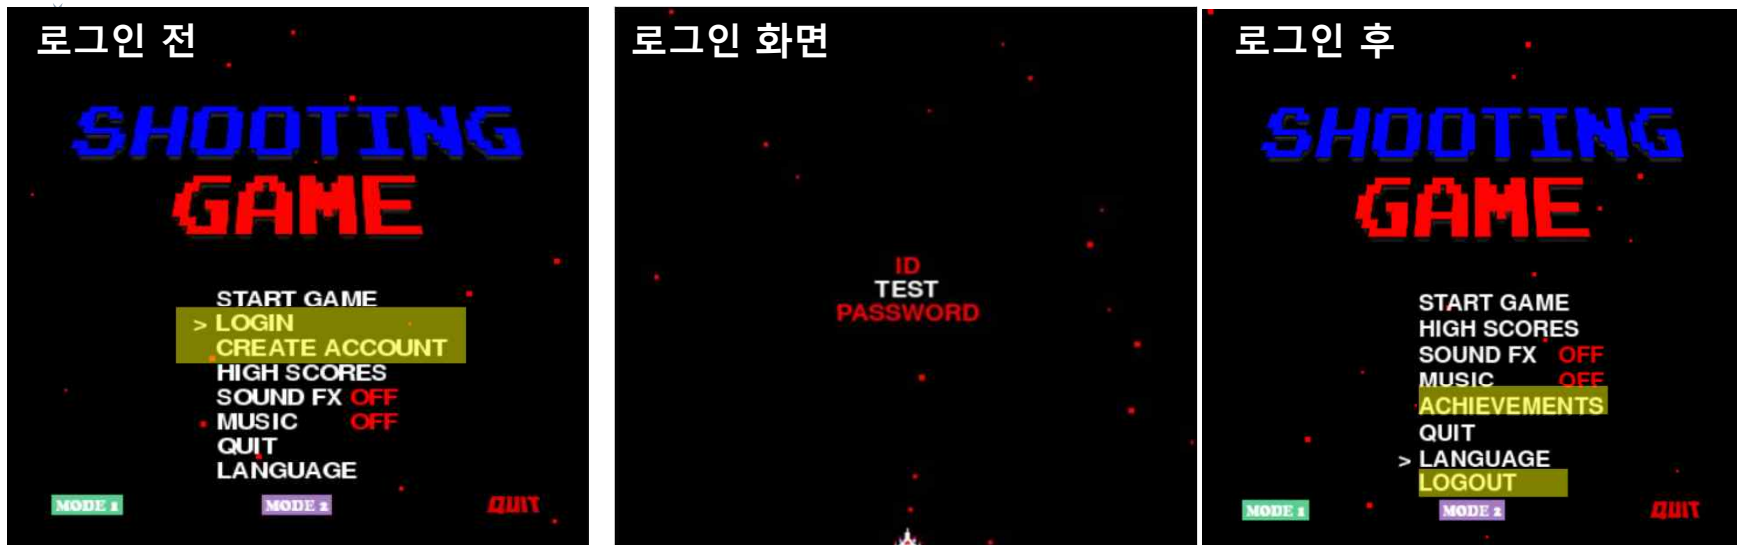 로그인 전
SHOOTING
GAME
START GAME
> LOGIN
CREATE ACCOUNT
HIGH SCORES
SOUND FX OFF
MUSIC OFF
QUIT
LANGUAGE
MODE 1
MODE 2
QUIT
로그인 화면
ID
TEST
PASSWORD
로그인 후
SHOOTING
GAME
START GAME
HIGH SCORES
SOUND FX OFF
MUSIC OFF
ACHIEVEMENTS
QUIT
> LANGUAGE
LOGOUT
MODE 1
MODE 2
QUIT